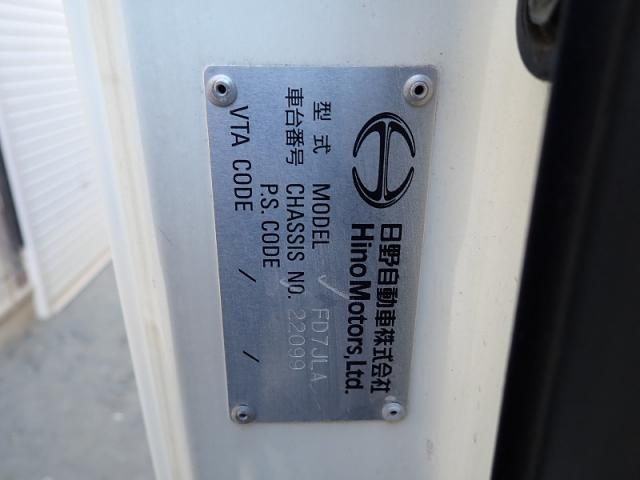 日野自動車株式会社
Hino Motors, Ltd.
型式 MODEL FD7JLA
車台番号 CHASSIS NO. 22099
P.S. CODE /
VTA CODE /